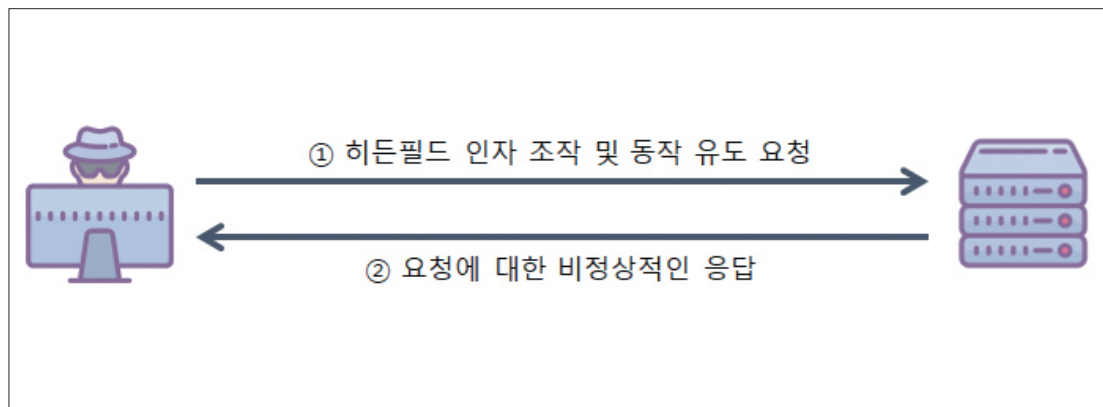 ① 히든필드 인자 조작 및 동작 유도 요청
② 요청에 대한 비정상적인 응답